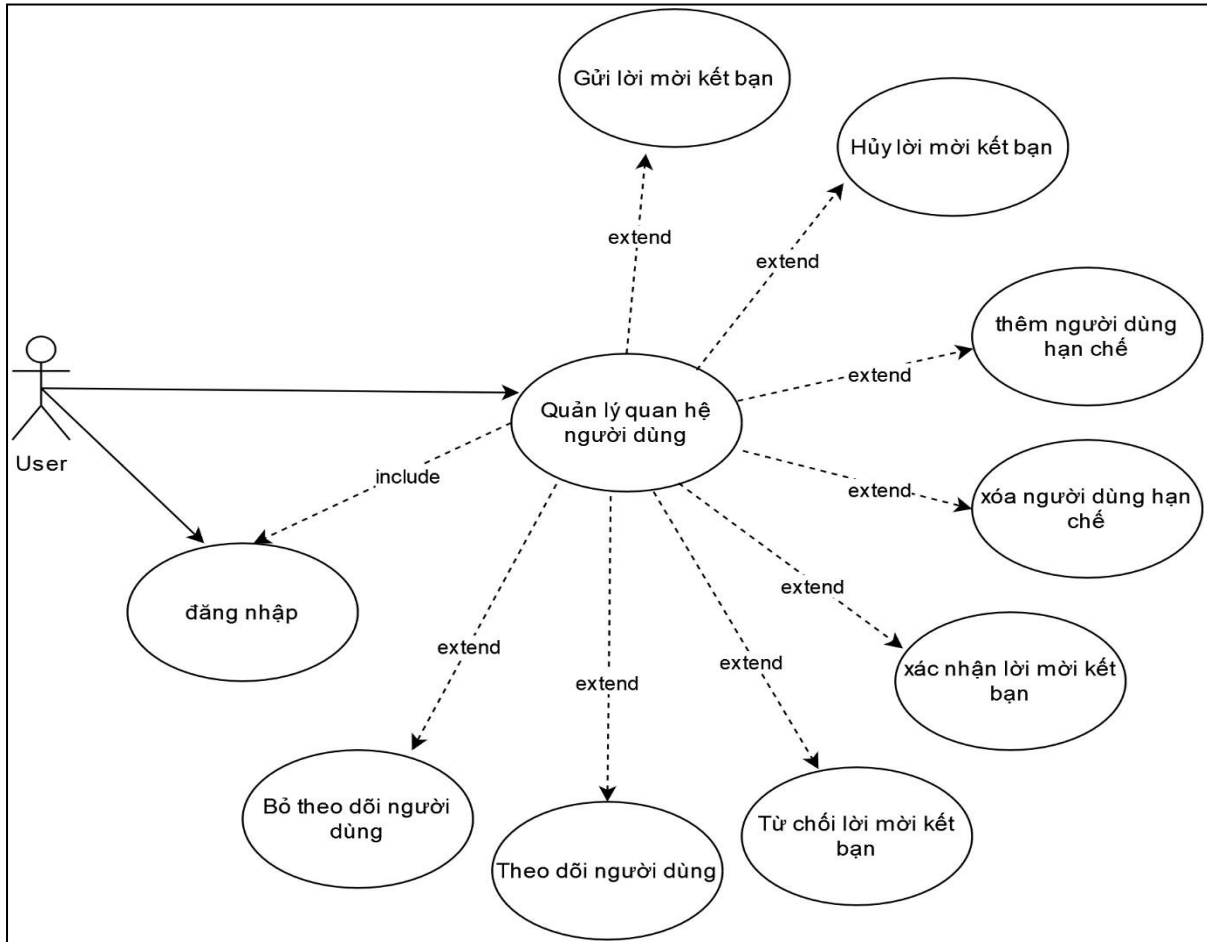 Gửi lời mời kết bạn
Hủy lời mời kết bạn
extend
extend
thêm người dùng
hạn chế
extend
Quản lý quan hệ
người dùng
User
include
extend
xóa người dùng hạn
chế
extend
đăng nhập
extend
extend
extend
xác nhận lời mời kết
bạn
Bỏ theo dõi người
dùng
Theo dõi người dùng
Từ chối lời mời kết
bạn